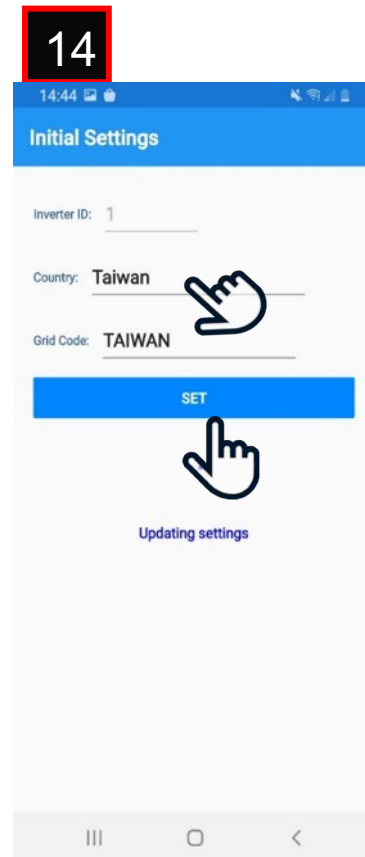 14
14:44
Initial Settings
Inverter ID: 1
Country: Taiwan
Grid Code: TAIWAN
SET
Updating settings